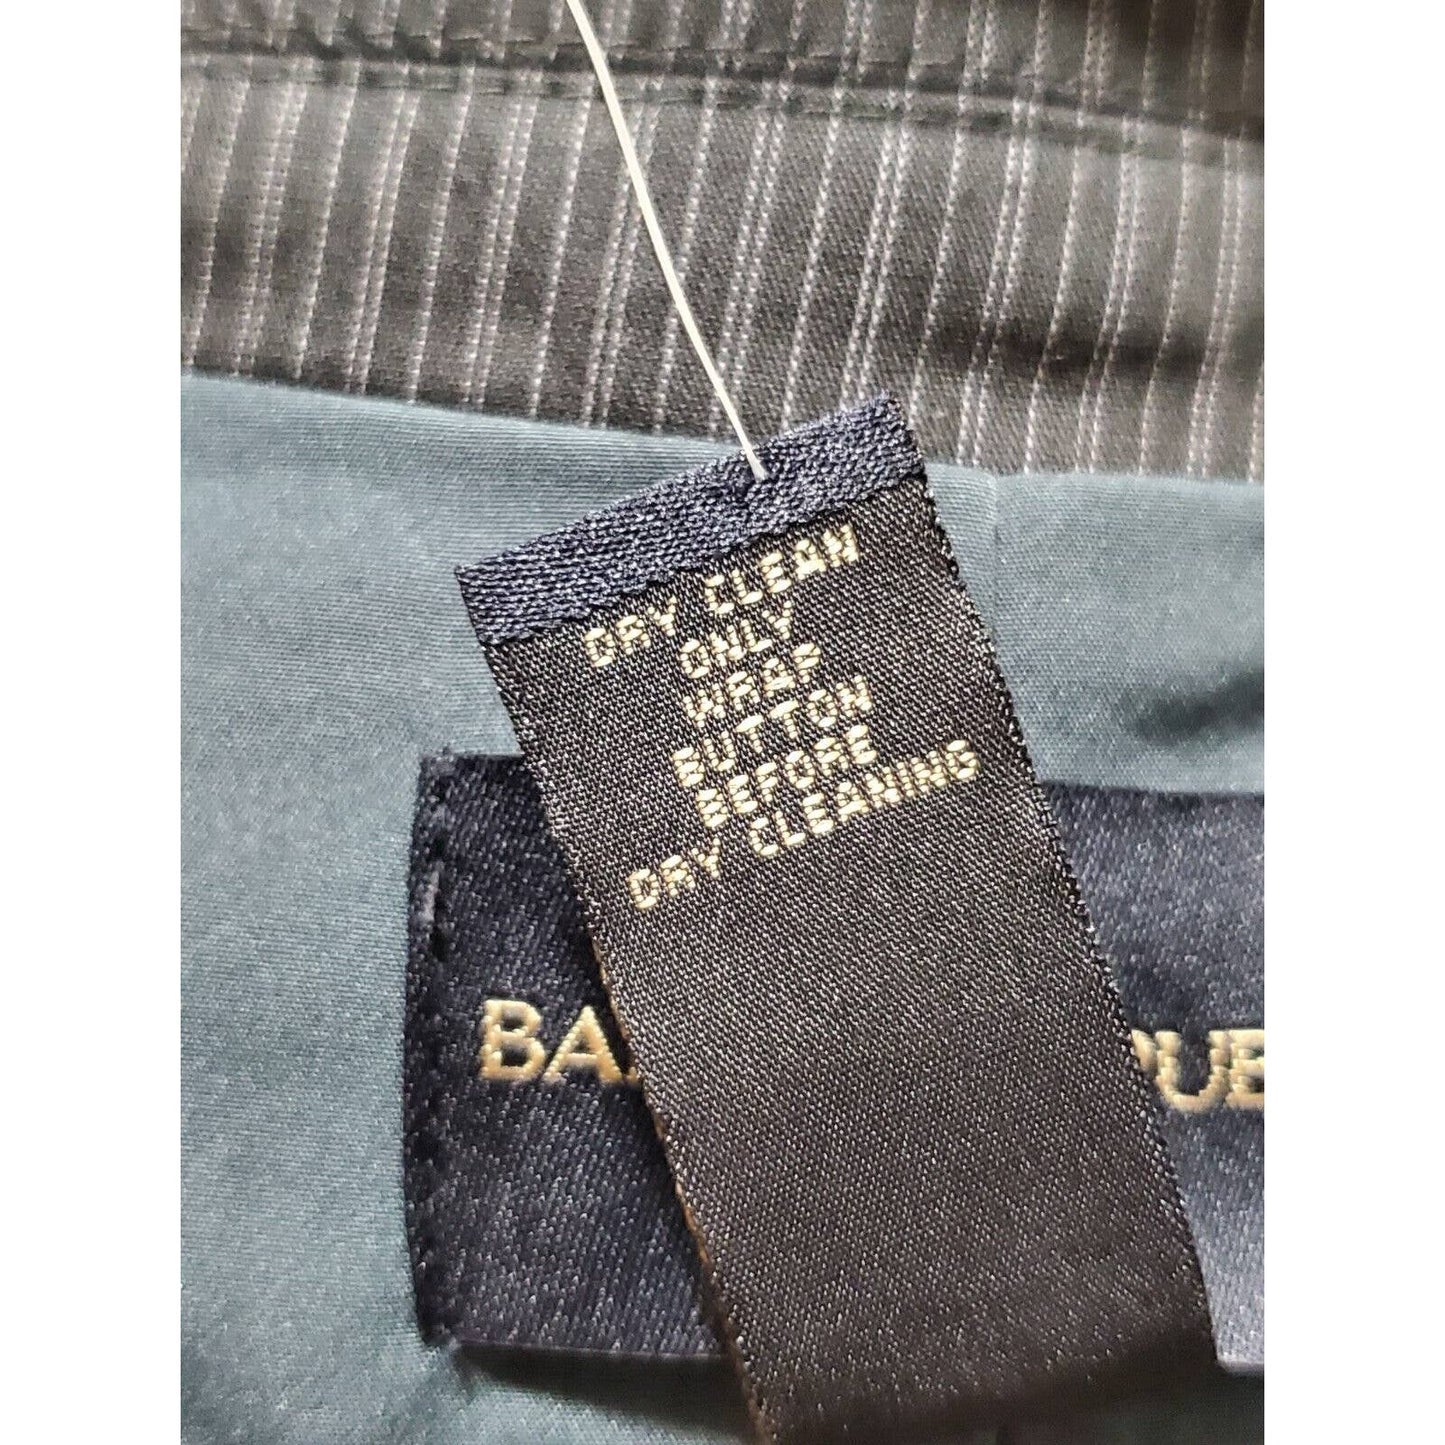 DRY CLEAN
ONLY
WRAP
BUTTON
BEFORE
DRY CLEANING